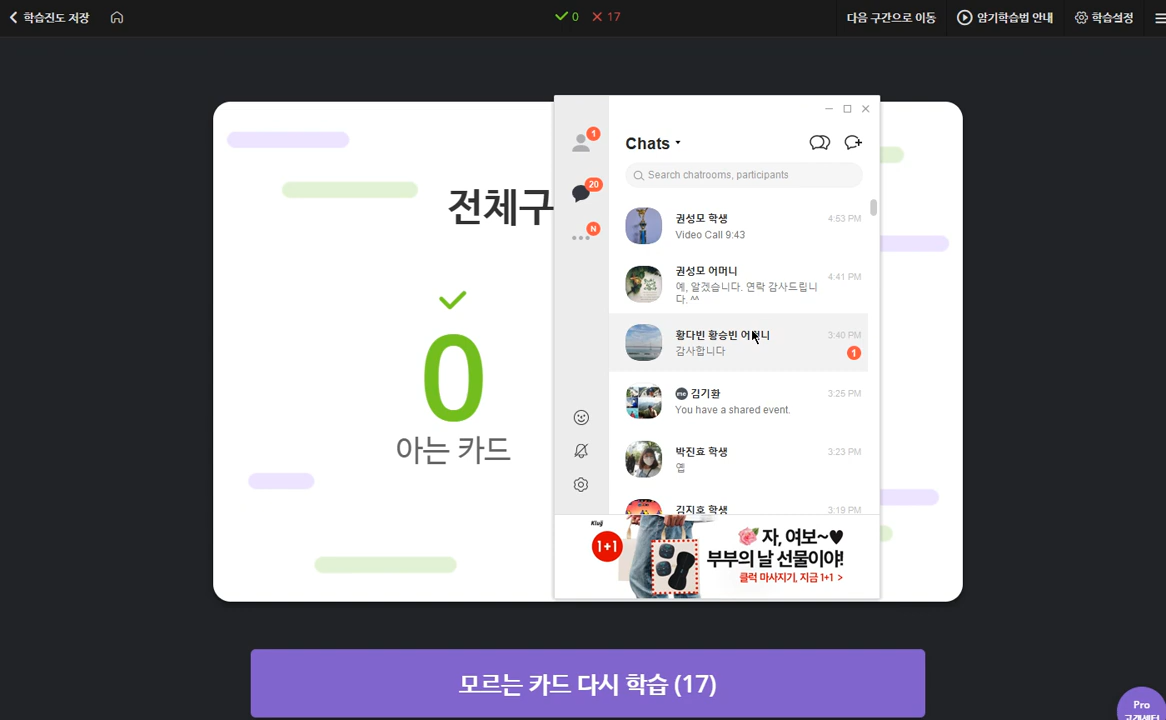 학습진도 저장
0
17
다음 구간으로 이동
암기학습법 안내
학습설정
전체구
0
아는 카드
1
20
N
Chats
Search chatrooms, participants
권성모 학생
4:53 PM
Video Call 9:43
권성모 어머니
4:41 PM
예, 알겠습니다. 연락 감사드립니
다. ^^
황다빈 황승빈
3:40 PM
감사합니다
1
me 김기환
3:25 PM
You have a shared event.
박진효 학생
3:23 PM
옙
김지호 학생
3:19 PM
Klug
1+1
자, 여보~♥
부부의 날 선물이야!
클럭 마사지기, 지금 1+1 >
모르는 카드 다시 학습 (17)
Pro
고객센터